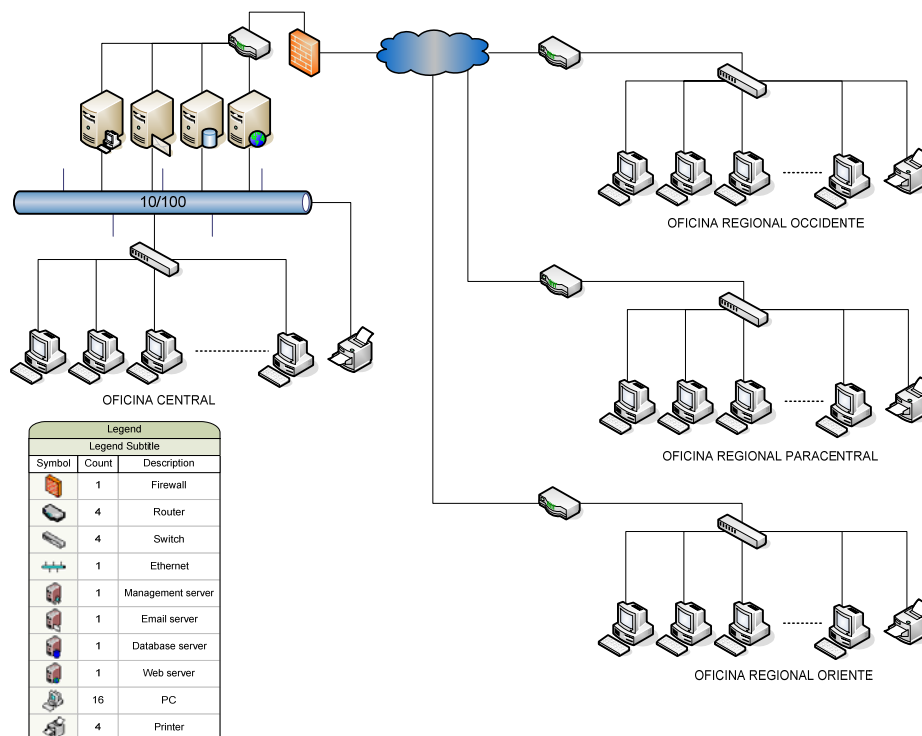 10/100
OFICINA CENTRAL
OFICINA REGIONAL OCCIDENTE
OFICINA REGIONAL PARACENTRAL
OFICINA REGIONAL ORIENTE
Legend
Legend Subtitle
Symbol Count Description
1 Firewall
4 Router
4 Switch
1 Ethernet
1 Management server
1 Email server
1 Database server
1 Web server
16 PC
4 Printer